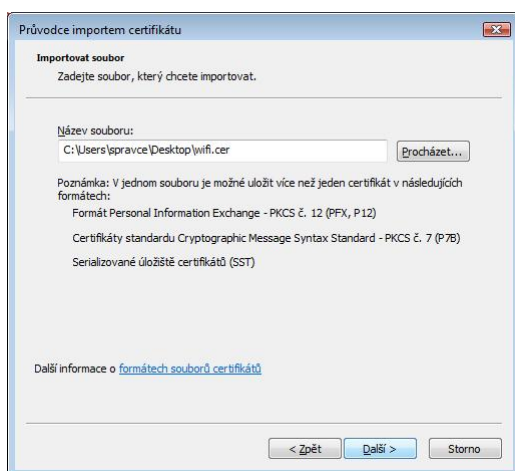 Průvodce importem certifikátu
Importovat soubor
Zadejte soubor, který chcete importovat.
Název souboru:
C:\Users\spravce\Desktop\wifi.cer
Procházet...
Poznámka: V jednom souboru je možné uložit více než jeden certifikát v následujících
formátech:
Formát Personal Information Exchange - PKCS č. 12 (PFX, P12)
Certifikáty standardu Cryptographic Message Syntax Standard - PKCS č. 7 (P7B)
Serializované úložiště certifikátů (SST)
Další informace o formátech souborů certifikátů
< Zpět
Další >
Storno